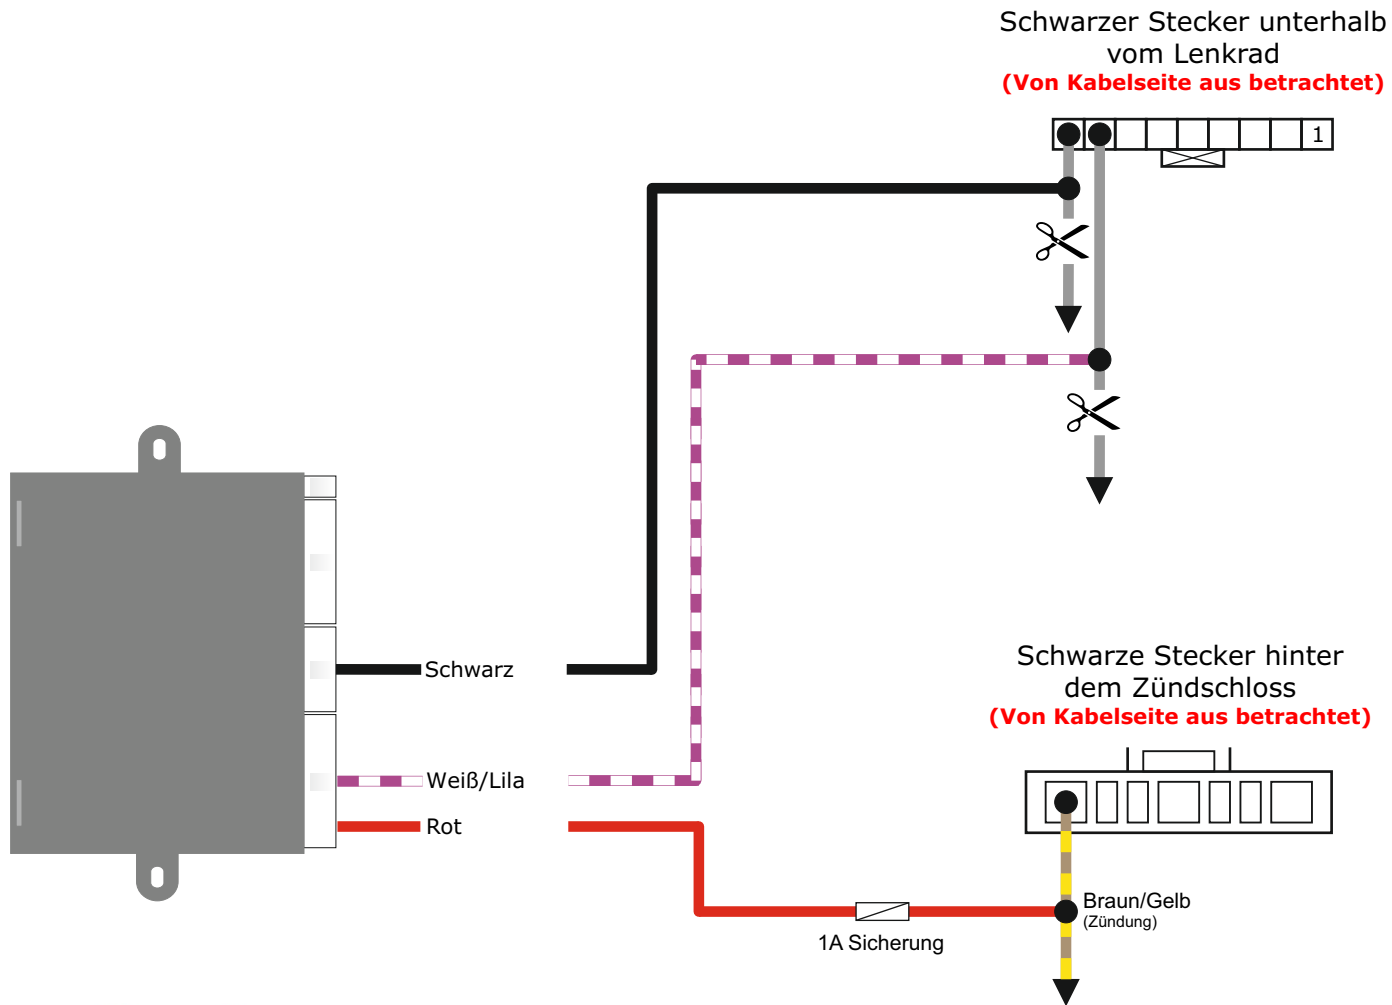 Schwarzer Stecker unterhalb
vom Lenkrad
(Von Kabelseite aus betrachtet)
1
Schwarz
Weiß/Lila
Rot
Schwarze Stecker hinter
dem Zündschloss
(Von Kabelseite aus betrachtet)
Braun/Gelb
(Zündung)
1A Sicherung